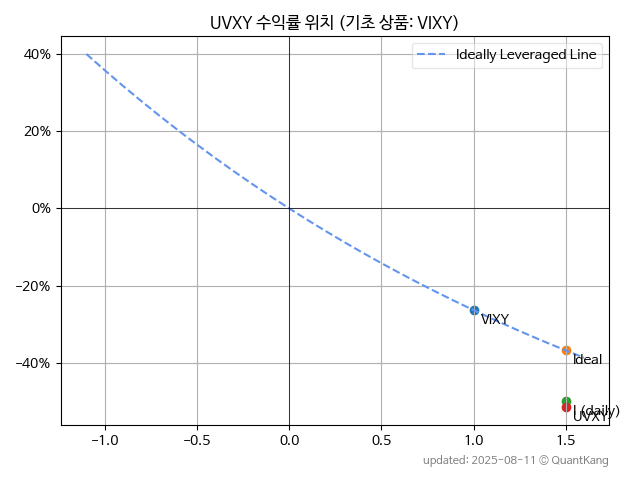 UVXY 수익률 위치 (기초 상품: VIXY)
Ideally Leveraged Line
40%
20%
0%
−20%
−40%
VIXY
Ideal
(daily)
UVXY
−1.0 −0.5 0.0 0.5 1.0 1.5
updated: 2025-08-11 © QuantKang